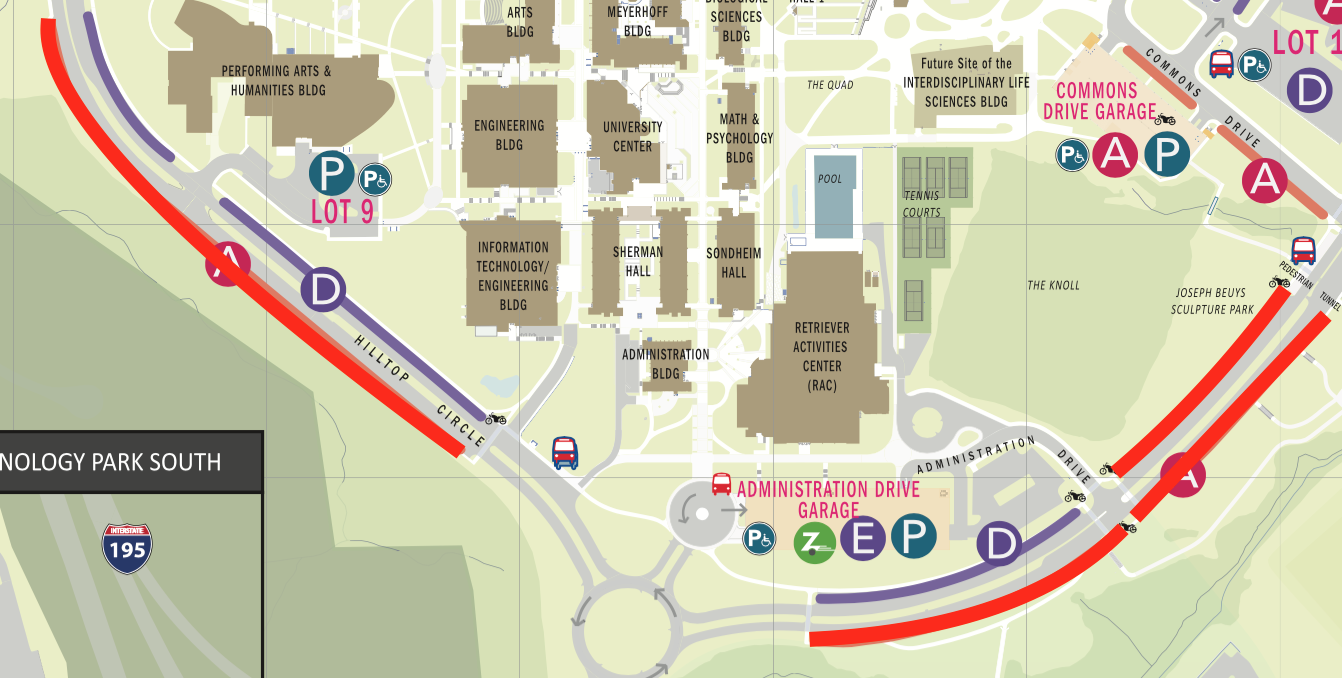 ARTS
BLDG
MEYERHOFF
BLDG
BIOLOGICAL
SCIENCES
BLDG
LOT 1
D
PERFORMING ARTS &
HUMANITIES BLDG
ENGINEERING
BLDG
UNIVERSITY
CENTER
MATH &
PSYCHOLOGY
BLDG
THE QUAD
Future Site of the
INTERDISCIPLINARY LIFE
SCIENCES BLDG
COMMONS
DRIVE GARAGE
P A P
COMMONS
DRIVE
A
P
P P
LOT 9
POOL
TENNIS
COURTS
INFORMATION
TECHNOLOGY/
ENGINEERING
BLDG
SHERMAN
HALL
SONDHEIM
HALL
A
D
THE KNOLL
JOSEPH BEUYS
SCULPTURE PARK
PEDESTRIAN
TUNNEL
RETRIEVER
ACTIVITIES
CENTER
(RAC)
ADMINISTRATION
BLDG
HILLTOP
CIRCLE
ADMINISTRATION
DRIVE
A
ADMINISTRATION DRIVE
GARAGE
P Z E P
D
NOLOGY PARK SOUTH
INTERSTATE
195